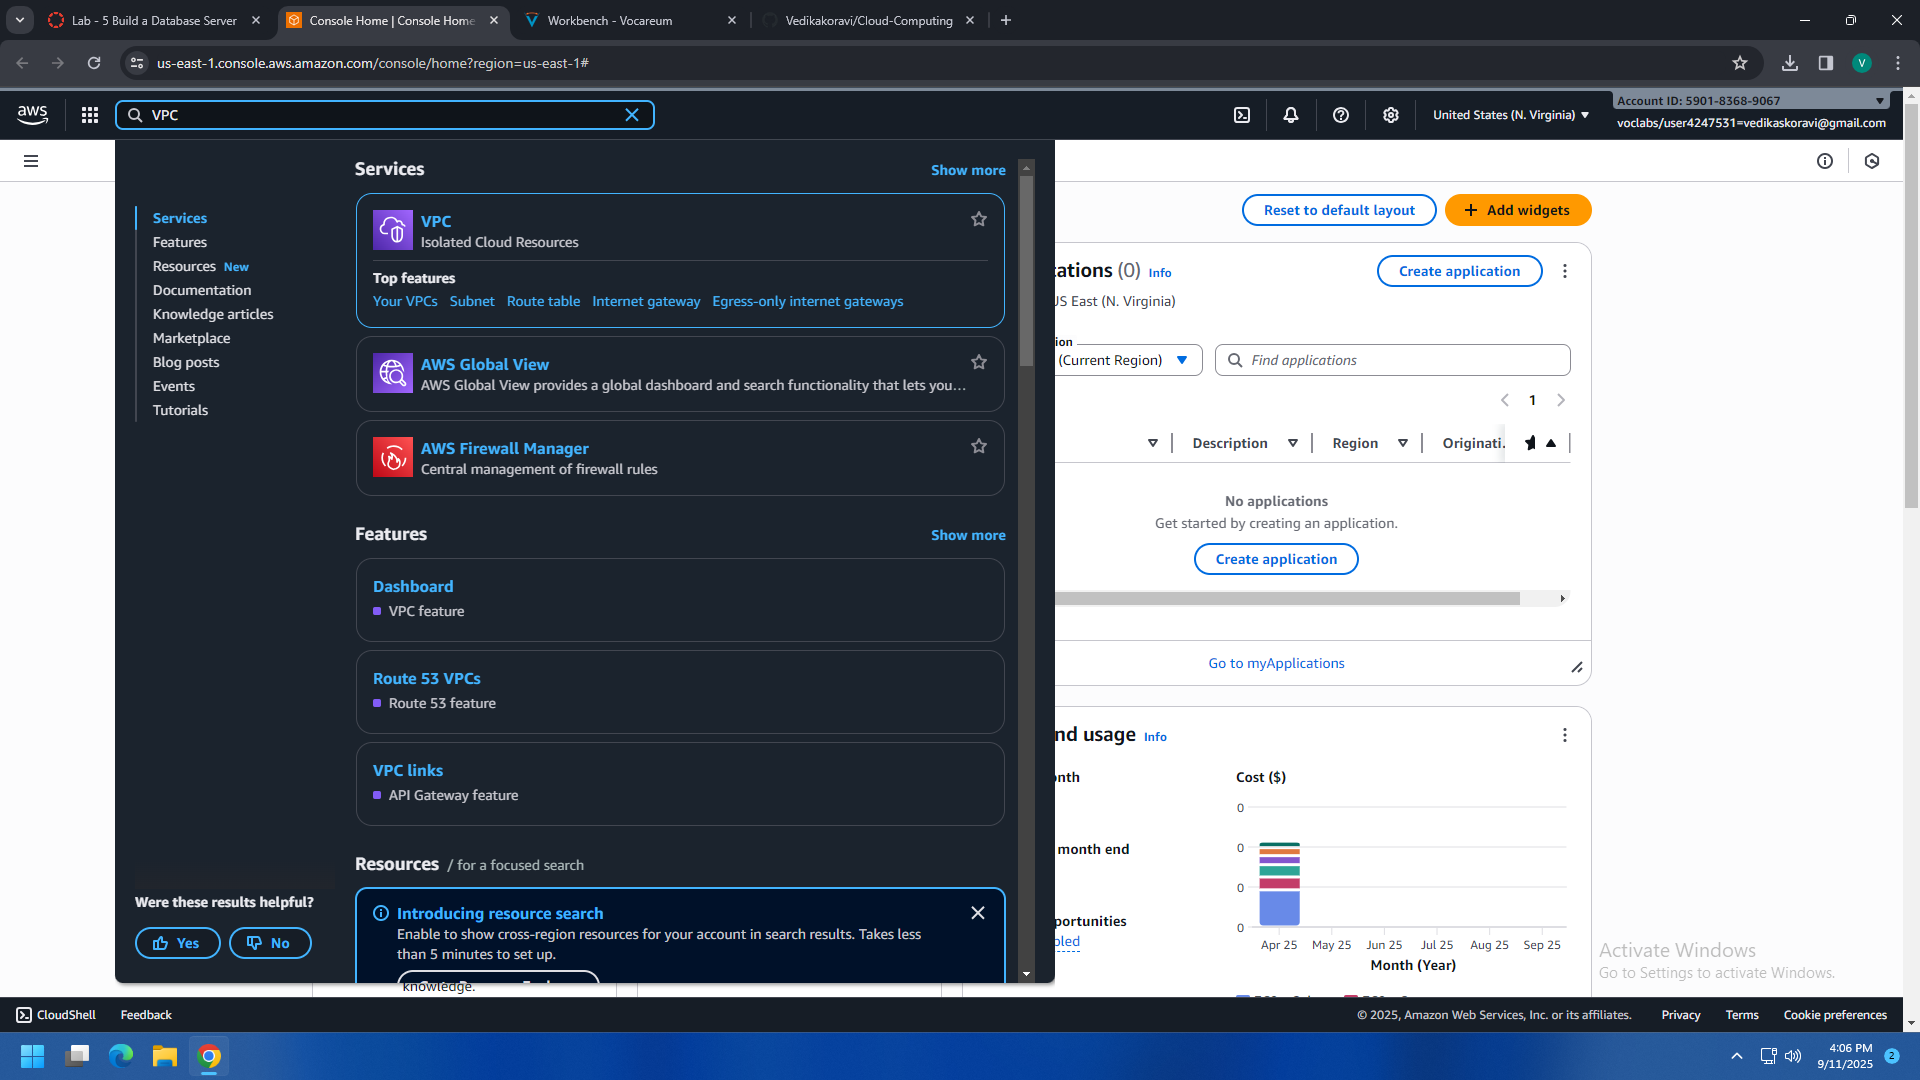 Lab - 5 Build a Database Server
Console Home | Console Home
Workbench - Vocareum
Vedikakoravi/Cloud-Computing
us-east-1.console.aws.amazon.com/console/home?region=us-east-1#
V
aws
VPC
United States (N. Virginia)
Account ID: 5901-8368-9067
voclabs/user4247531=vedikaskoravi@gmail.com
Services
Features
Resources New
Documentation
Knowledge articles
Marketplace
Blog posts
Events
Tutorials
Were these results helpful?
Yes
No
Services
Show more
VPC
Isolated Cloud Resources
Top features
Your VPCs Subnet Route table Internet gateway Egress-only internet gateways
AWS Global View
AWS Global View provides a global dashboard and search functionality that lets you…
AWS Firewall Manager
Central management of firewall rules
Features
Show more
Dashboard
VPC feature
Route 53 VPCs
Route 53 feature
VPC links
API Gateway feature
Resources / for a focused search
Introducing resource search
Enable to show cross-region resources for your account in search results. Takes less
than 5 minutes to set up.
knowledge.
Reset to default layout
Add widgets
cations (0) Info
Create application
US East (N. Virginia)
ion
(Current Region)
Find applications
1
Description
Region
Originati.
No applications
Get started by creating an application.
Create application
Go to myApplications
nd usage Info
onth
month end
portunities
bled
Cost ($)
0
0
0
0
Apr 25 May 25 Jun 25 Jul 25 Aug 25 Sep 25
Month (Year)
Activate Windows
Go to Settings to activate Windows.
CloudShell
Feedback
© 2025, Amazon Web Services, Inc. or its affiliates.
Privacy
Terms
Cookie preferences
4:06 PM
9/11/2025
2